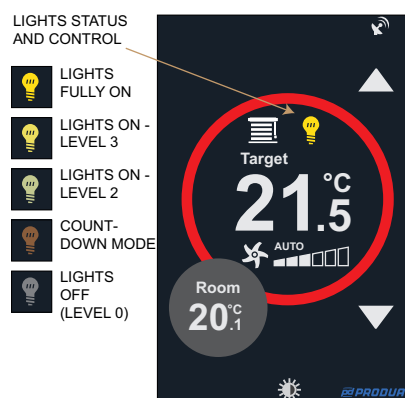 LIGHTS STATUS
AND CONTROL
LIGHTS
FULLY ON
LIGHTS ON -
LEVEL 3
LIGHTS ON -
LEVEL 2
COUNT-
DOWN MODE
LIGHTS
OFF
(LEVEL 0)
Target
21.5 °C
AUTO
Room
20.1 °C
PRODUA